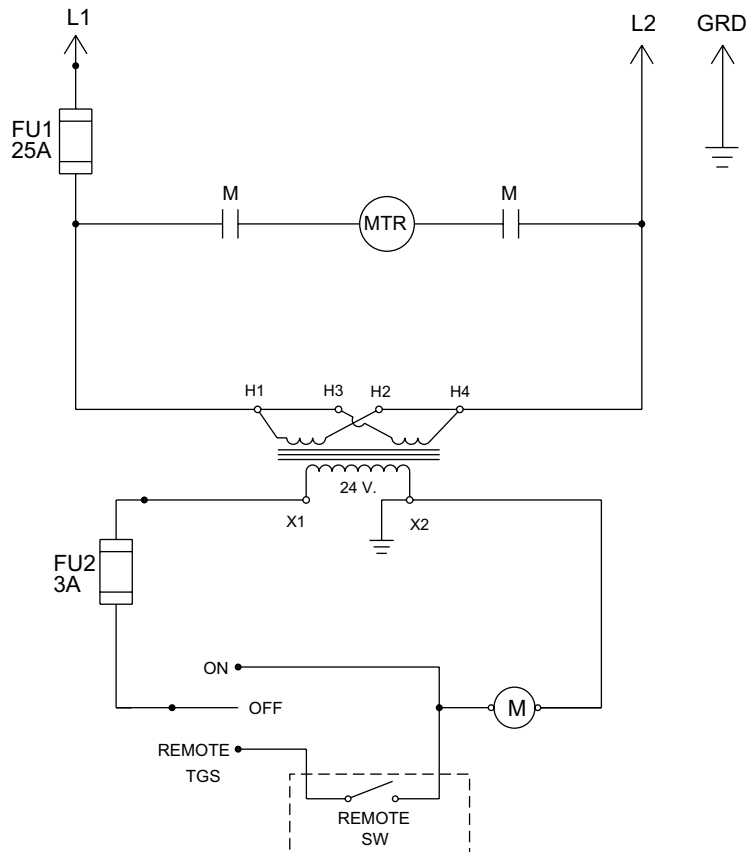 L1
L2
GRD
FU1
25A
M
MTR
M
H1
H3
H2
H4
24 V.
X1
X2
FU2
3A
ON
OFF
M
REMOTE
TGS
REMOTE
SW